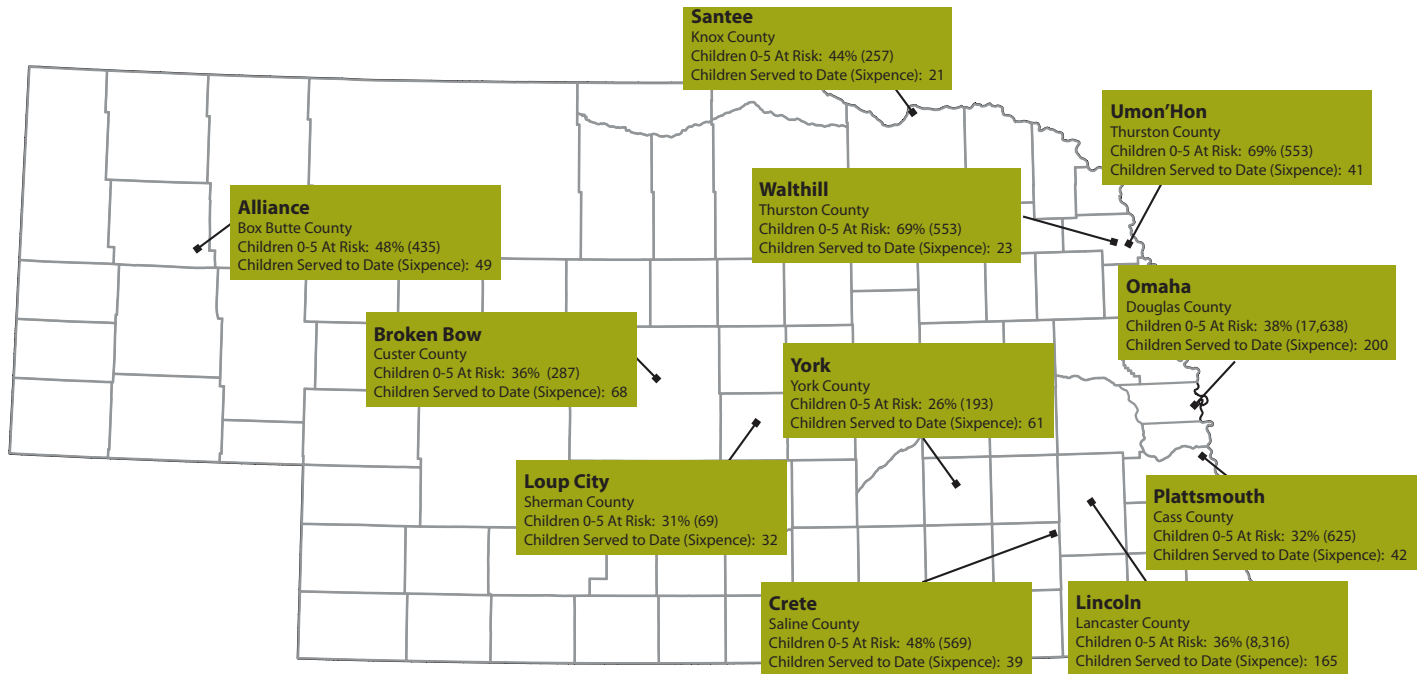 Santee
Knox County
Children 0-5 At Risk: 44% (257)
Children Served to Date (Sixpence): 21
Umon'Hon
Thurston County
Children 0-5 At Risk: 69% (553)
Children Served to Date (Sixpence): 41
Walthill
Thurston County
Children 0-5 At Risk: 69% (553)
Children Served to Date (Sixpence): 23
Alliance
Box Butte County
Children 0-5 At Risk: 48% (435)
Children Served to Date (Sixpence): 49
Omaha
Douglas County
Children 0-5 At Risk: 38% (17,638)
Children Served to Date (Sixpence): 200
Broken Bow
Custer County
Children 0-5 At Risk: 36% (287)
Children Served to Date (Sixpence): 68
York
York County
Children 0-5 At Risk: 26% (193)
Children Served to Date (Sixpence): 61
Loup City
Sherman County
Children 0-5 At Risk: 31% (69)
Children Served to Date (Sixpence): 32
Plattsmouth
Cass County
Children 0-5 At Risk: 32% (625)
Children Served to Date (Sixpence): 42
Crete
Saline County
Children 0-5 At Risk: 48% (569)
Children Served to Date (Sixpence): 39
Lincoln
Lancaster County
Children 0-5 At Risk: 36% (8,316)
Children Served to Date (Sixpence): 165